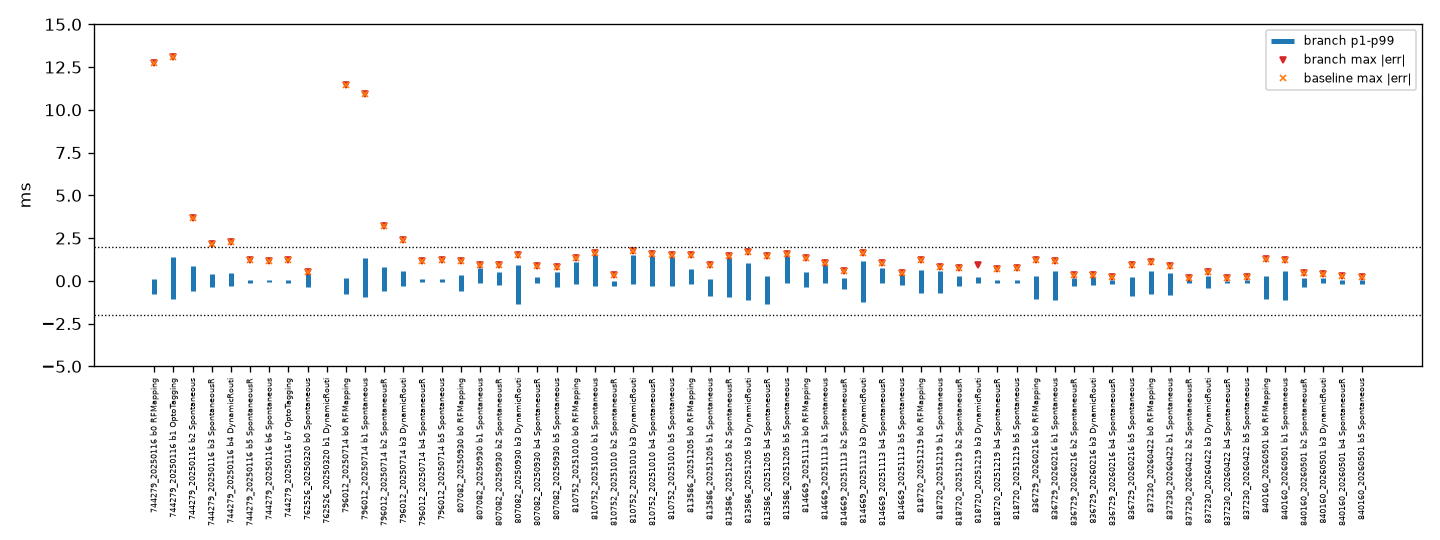 15.0
12.5
10.0
7.5
5.0
2.5
0.0
−2.5
−5.0
ms
branch p1-p99
branch max |err|
baseline max |err|
744279_20250116 b0 RFMapping
744279_20250116 b1 OptoTagging
744279_20250116 b2 Spontaneous
744279_20250116 b3 SpontaneousR
744279_20250116 b4 DynamicRouti
744279_20250116 b5 SpontaneousR
744279_20250116 b6 Spontaneous
744279_20250116 b7 OptoTagging
762526_20250320 b0 Spontaneous
762526_20250320 b1 DynamicRouti
796012_20250714 b0 RFMapping
796012_20250714 b1 Spontaneous
796012_20250714 b2 SpontaneousR
796012_20250714 b3 DynamicRouti
796012_20250714 b4 SpontaneousR
796012_20250714 b5 Spontaneous
807082_20250930 b0 RFMapping
807082_20250930 b1 Spontaneous
807082_20250930 b2 SpontaneousR
807082_20250930 b3 DynamicRouti
807082_20250930 b4 SpontaneousR
807082_20250930 b5 Spontaneous
810752_20251010 b0 RFMapping
810752_20251010 b1 Spontaneous
810752_20251010 b2 SpontaneousR
810752_20251010 b3 DynamicRouti
810752_20251010 b4 SpontaneousR
810752_20251010 b5 Spontaneous
813586_20251205 b0 RFMapping
813586_20251205 b1 Spontaneous
813586_20251205 b2 SpontaneousR
813586_20251205 b3 DynamicRouti
813586_20251205 b4 SpontaneousR
813586_20251205 b5 Spontaneous
814669_20251113 b0 RFMapping
814669_20251113 b1 Spontaneous
814669_20251113 b2 SpontaneousR
814669_20251113 b3 DynamicRouti
814669_20251113 b4 SpontaneousR
814669_20251113 b5 Spontaneous
818720_20251219 b0 RFMapping
818720_20251219 b1 Spontaneous
818720_20251219 b2 SpontaneousR
818720_20251219 b3 DynamicRouti
818720_20251219 b4 SpontaneousR
818720_20251219 b5 Spontaneous
836729_20260216 b0 RFMapping
836729_20260216 b1 Spontaneous
836729_20260216 b2 SpontaneousR
836729_20260216 b3 DynamicRouti
836729_20260216 b4 SpontaneousR
836729_20260216 b5 Spontaneous
837230_20260422 b0 RFMapping
837230_20260422 b1 Spontaneous
837230_20260422 b2 SpontaneousR
837230_20260422 b3 DynamicRouti
837230_20260422 b4 SpontaneousR
837230_20260422 b5 Spontaneous
840160_20260501 b0 RFMapping
840160_20260501 b1 Spontaneous
840160_20260501 b2 SpontaneousR
840160_20260501 b3 DynamicRouti
840160_20260501 b4 SpontaneousR
840160_20260501 b5 Spontaneous